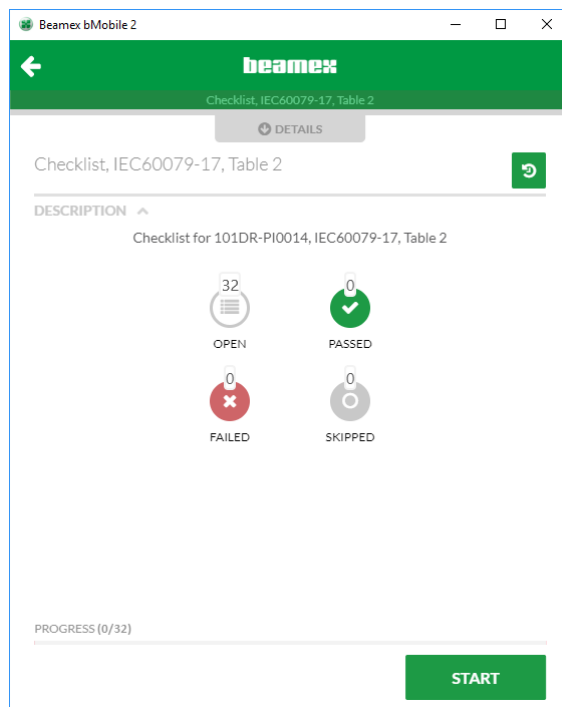 Beamex bMobile 2
beamex
Checklist, IEC60079-17, Table 2
DETAILS
Checklist, IEC60079-17, Table 2
DESCRIPTION
Checklist for 101DR-PI0014, IEC60079-17, Table 2
32
0
OPEN
PASSED
0
0
FAILED
SKIPPED
PROGRESS (0/32)
START